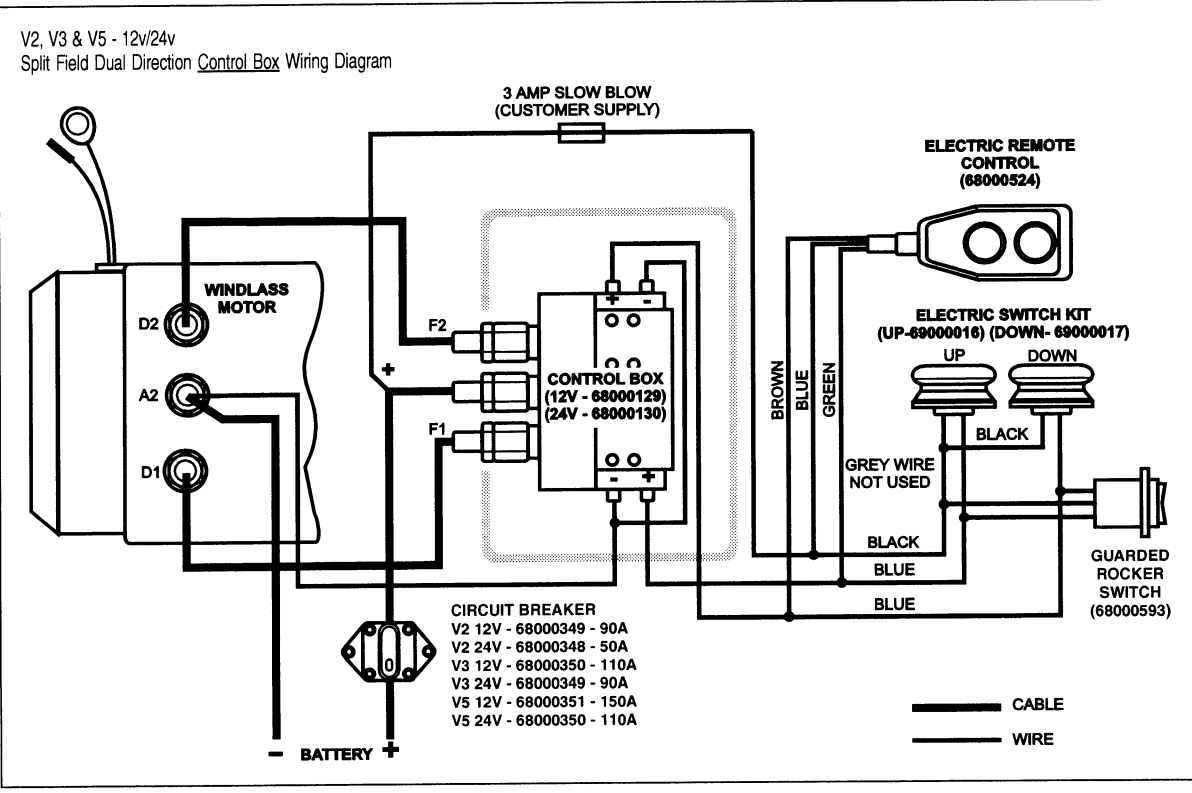 V2, V3 & V5 - 12v/24v
Split Field Dual Direction Control Box Wiring Diagram
3 AMP SLOW BLOW
(CUSTOMER SUPPLY)
ELECTRIC REMOTE
CONTROL
(68000524)
WINDLASS
MOTOR
D2
A2
D1
F2
+
F1
+ -
CONTROL BOX
(12V - 68000129)
(24V - 68000130)
- +
BROWN
BLUE
GREEN
ELECTRIC SWITCH KIT
(UP-69000016) (DOWN- 69000017)
UP
DOWN
BLACK
GREY WIRE
NOT USED
BLACK
BLUE
BLUE
GUARDED
ROCKER
SWITCH
(68000593)
CIRCUIT BREAKER
V2 12V - 68000349 - 90A
V2 24V - 68000348 - 50A
V3 12V - 68000350 - 110A
V3 24V - 68000349 - 90A
V5 12V - 68000351 - 150A
V5 24V - 68000350 - 110A
0
- BATTERY +
CABLE
WIRE